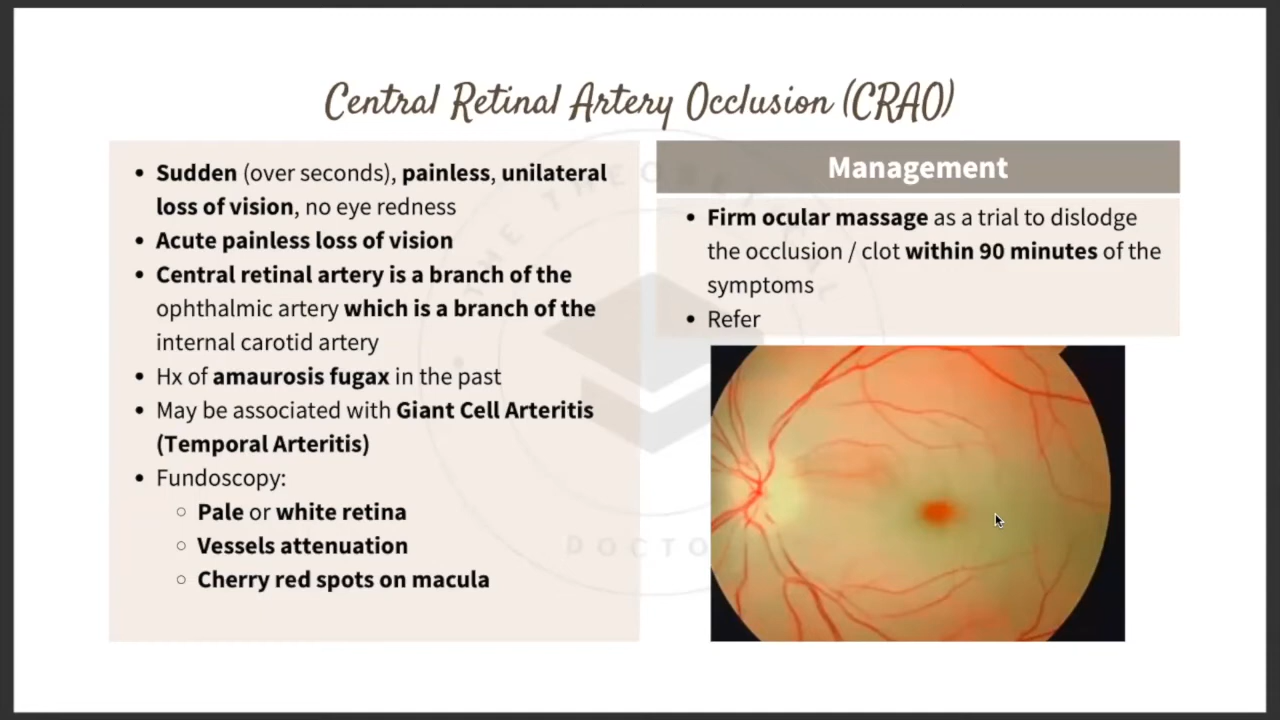 Central Retinal Artery Occlusion (CRAO)
• Sudden (over seconds), painless, unilateral
loss of vision, no eye redness
• Acute painless loss of vision
• Central retinal artery is a branch of the
ophthalmic artery which is a branch of the
internal carotid artery
• Hx of amaurosis fugax in the past
• May be associated with Giant Cell Arteritis
(Temporal Arteritis)
• Fundoscopy:
○ Pale or white retina
○ Vessels attenuation
○ Cherry red spots on macula
Management
• Firm ocular massage as a trial to dislodge
the occlusion / clot within 90 minutes of the
symptoms
• Refer
THE